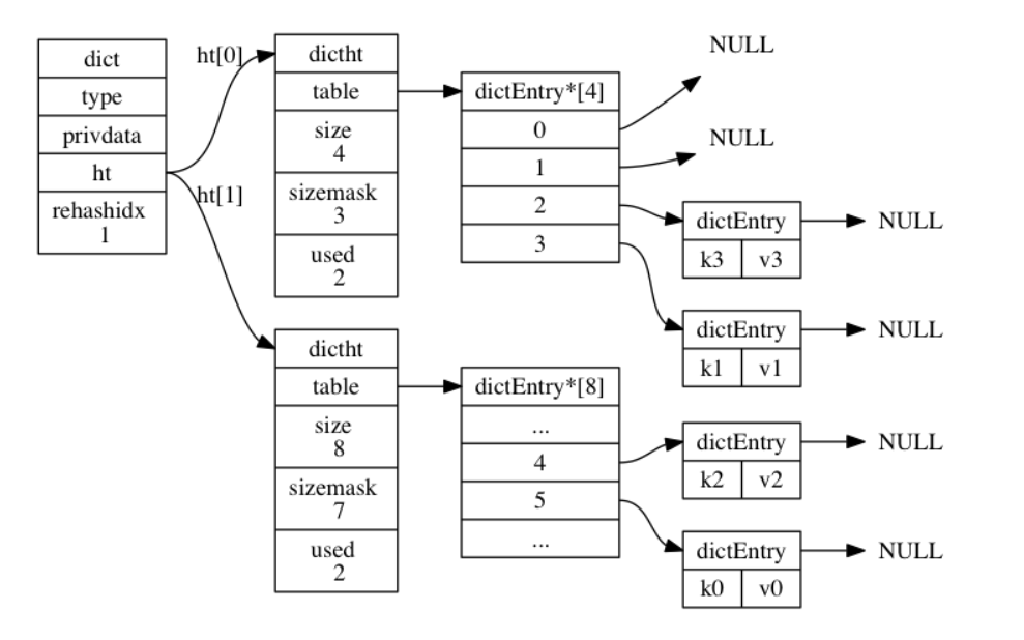 dict
type
privdata
ht
rehashidx
1
ht[0]
ht[1]
dictht
table
size
4
sizemask
3
used
2
dictht
table
size
8
sizemask
7
used
2
dictEntry*[4]
0
1
2
3
dictEntry*[8]
...
4
5
...
NULL
NULL
dictEntry
k3 v3
NULL
dictEntry
k1 v1
NULL
dictEntry
k2 v2
NULL
dictEntry
k0 v0
NULL